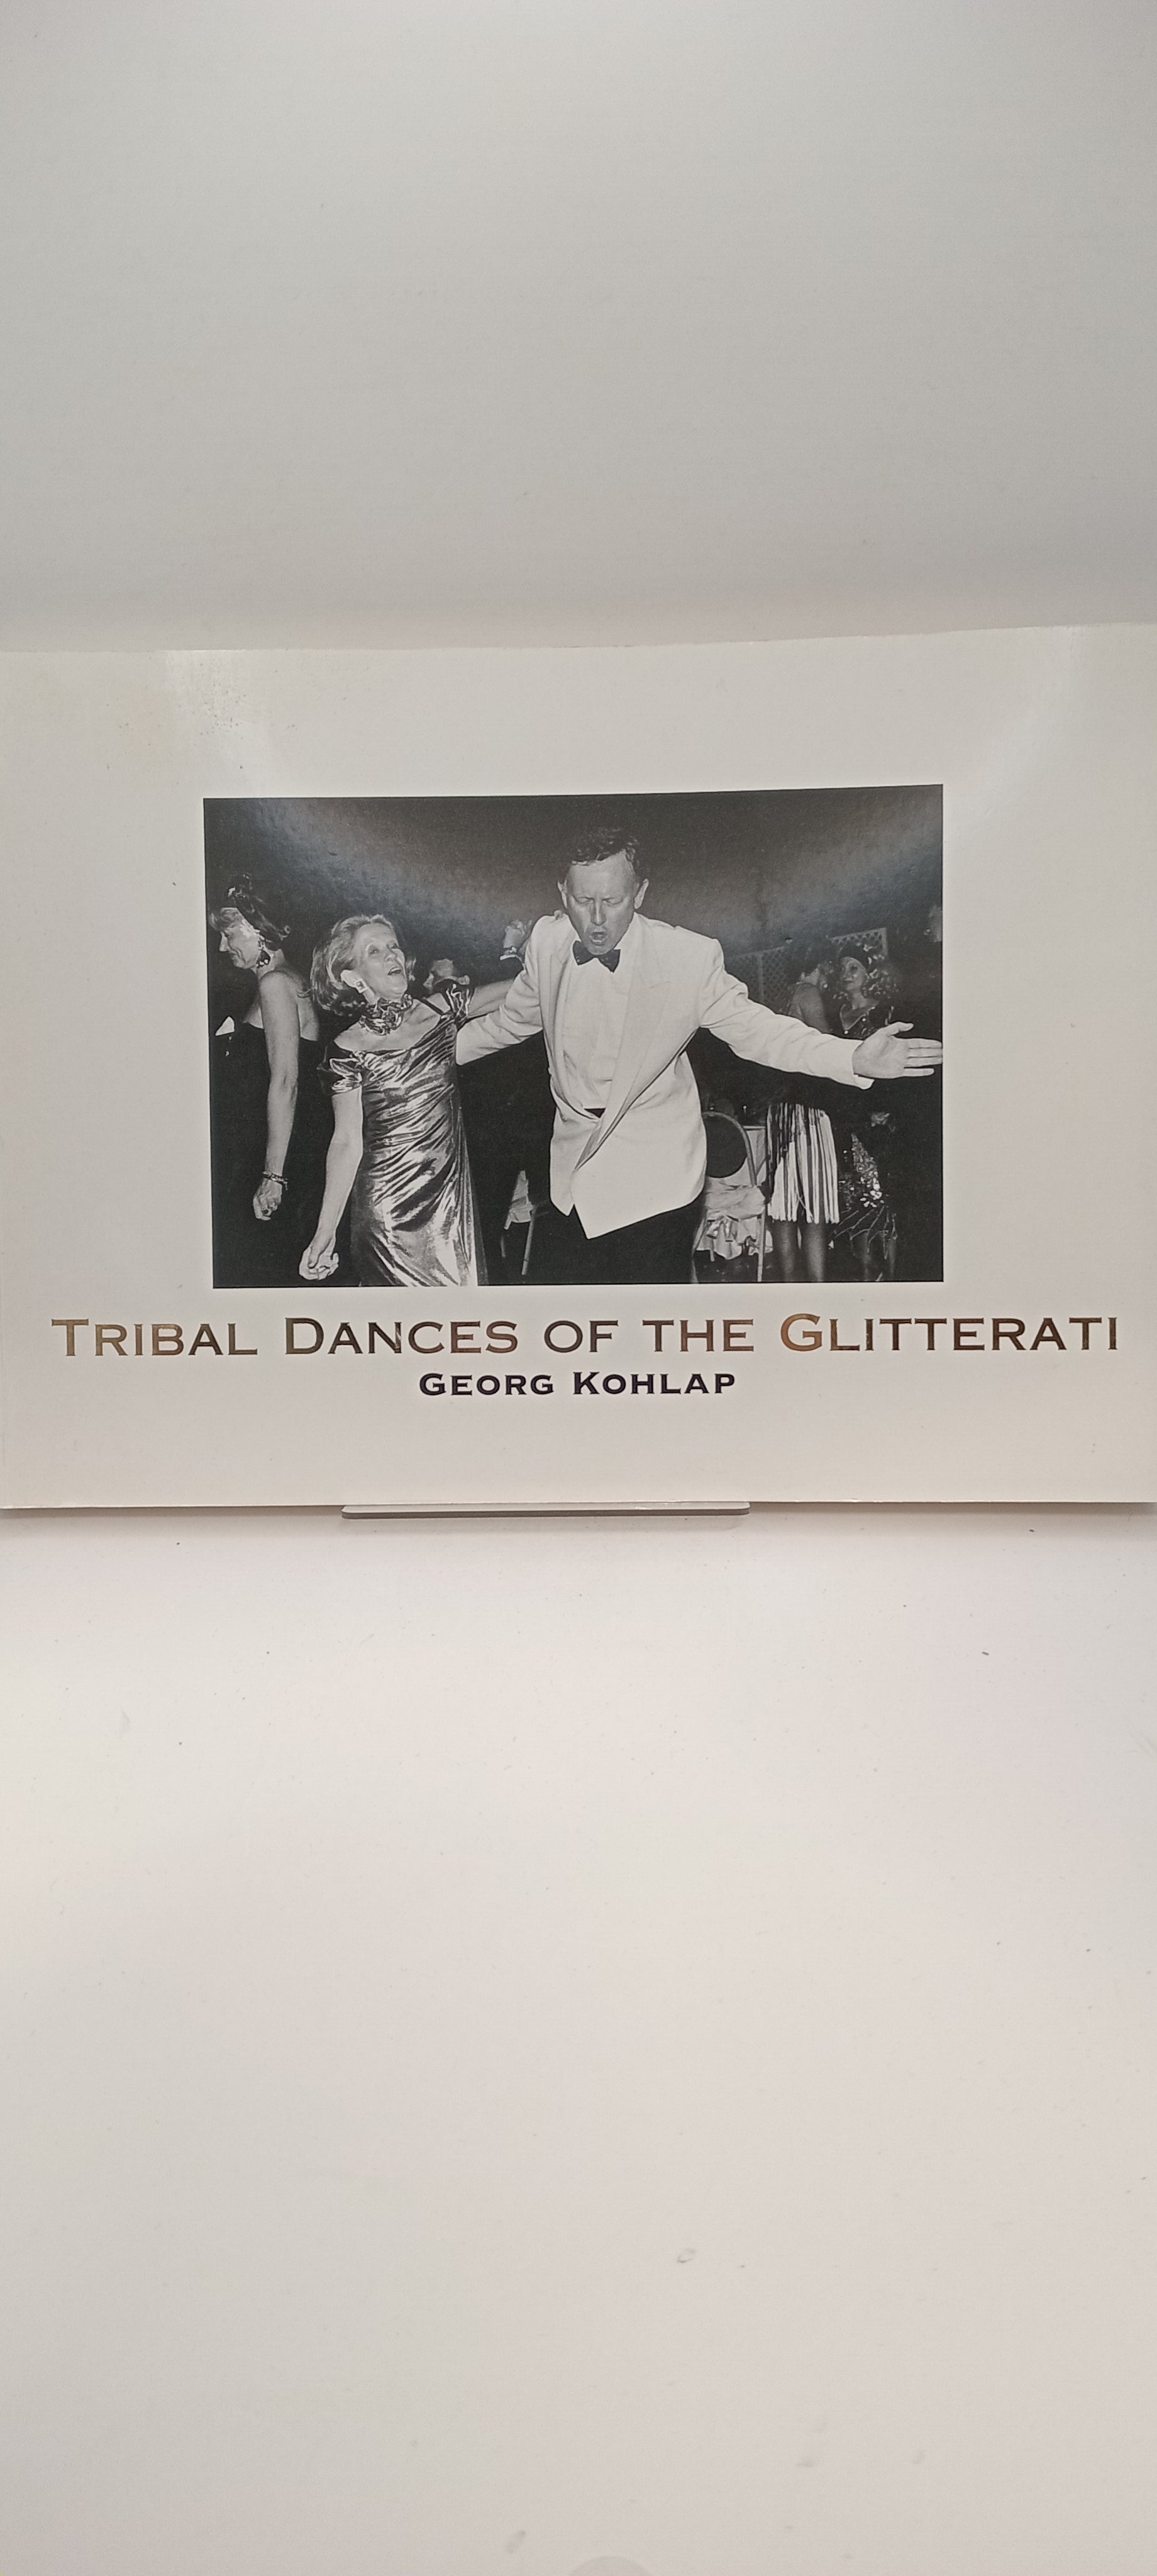 TRIBAL DANCES OF THE GLITTERATI
GEORG KOHLAP